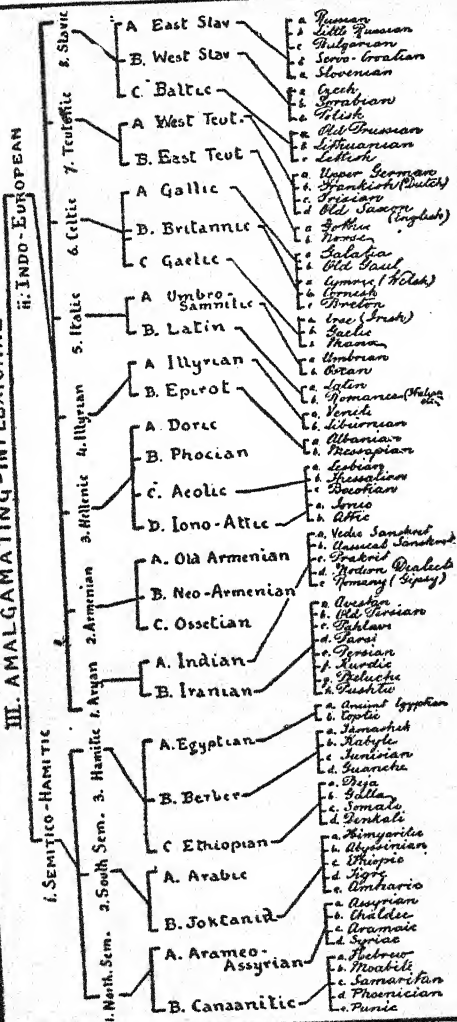 III. AMALGAMATING-INFLEXIONAL
ii. INDO-EUROPEAN
8. Slavic
A East Slav
a Russian
b Little Russian
c Bulgarian
d Servo-Croatian
e Slovenian
B. West Slav
a Czech
b Sorabian
c Polish
C. Baltic
a Old Prussian
b Lithuanian
c Lettish
7. Teutonic
A West Teut.
a. Upper German
b. Frankish (Dutch)
c. Frisian
d Old Saxon
(English)
B. East Teut
a Gothic
b Norse
6. Celtic
A Gallic
a Galatia
b Old Gaul
B. Britannic
a Cymric (Welsh)
b Cornish
c Breton
C Gaelic
a. Erse (Irish)
b Gaelic
5. Italic
A Umbro-
Samnitic
a Umbrian
b Oscan
B. Latin
a. Latin
b. Romance
4. Illyrian
A Illyrian
a. Veneti
b. Liburnian
B. Epirot
a Albanian
b Messapian
3. Hellenic
A. Doric
B. Phocian
C. Aeolic
a Lesbian
b Thessalian
c Boeotian
D. Iono-Attic
a Ionic
b Attic
2. Armenian
A. Old Armenian
B. Neo-Armenian
C. Ossetian
1. Aryan
A. Indian
a. Vedic Sanskrit
b. Classical Sanskrit
c. Prakrit
d. Modern Dialects
e Romany (Gipsy)
B. Iranian
a. Avestan
b. Old Persian
c. Pahlavi
d. Parsi
e. Persian
f. Kurdic
g. Beluche
h. Pushtu
i. SEMITICO-HAMITIC
3. Hamitic
A. Egyptian
a. Ancient Egyptian
b. Coptic
B. Berber
a. Tamashek
b. Kabyle
c Tunisian
d. Guanche
C Ethiopian
a. Beja
b. Galla
c. Somali
d. Denkali
2. South Sem.
A. Arabic
B. Joktanid
a. Himyaritic
b. Abyssinian
c Ethiopic
d. Tigre
e. Amharic
1. North. Sem.
A. Arameo-
Assyrian
a Assyrian
b. Chaldee
c. Aramaic
d. Syriac
B. Canaanitic
a. Hebrew
b. Moabite
c. Samaritan
d Phoenician
e. Punic